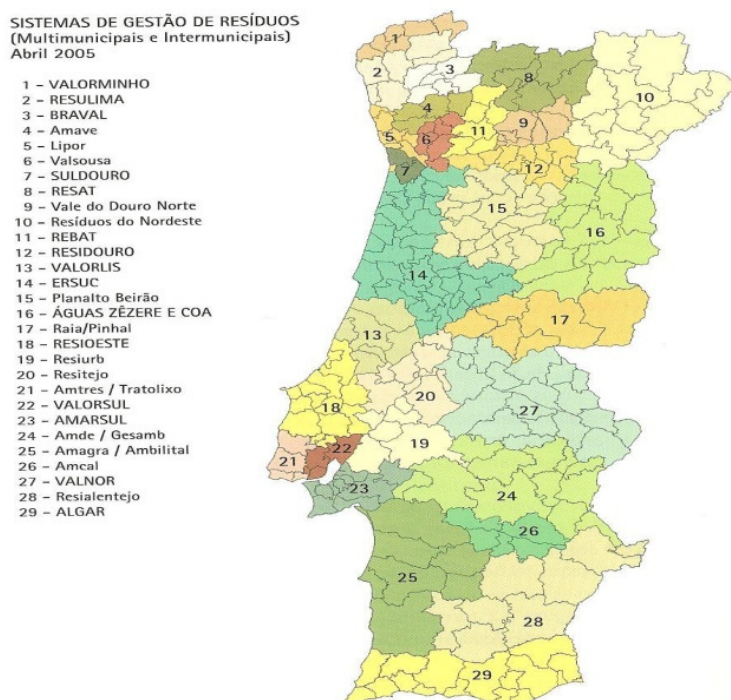 SISTEMAS DE GESTÃO DE RESÍDUOS
(Multimunicipais e Intermunicipais)
Abril 2005
1 – VALORMINHO
2 – RESULIMA
3 – BRAVAL
4 – Amave
5 – Lipor
6 – Valsousa
7 – SULDOURO
8 – RESAT
9 – Vale do Douro Norte
10 – Resíduos do Nordeste
11 – REBAT
12 – RESIDOURO
13 – VALORLIS
14 – ERSUC
15 – Planalto Beirão
16 – ÁGUAS ZÊZERE E COA
17 – Raia/Pinhal
18 – RESIOESTE
19 – Resiurb
20 – Resitejo
21 – Amtres / Tratolixo
22 – VALORSUL
23 – AMARSUL
24 – Amde / Gesamb
25 – Amagra / Ambilital
26 – Amcal
27 – VALNOR
28 – Resialentejo
29 – ALGAR
1
2
3
8
10
4
5
6
11
9
7
12
15
16
14
17
13
20
18
27
19
22
21
23
24
26
25
28
29